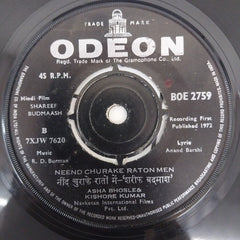 TRADE MARK
ODEON
Regd. Trade Mark of The Gramophone Co. Ltd.
45 R.P.M.
BOE 2759
Hindi Film
SHAREEF
BUDMAASH
Recording First
Published 1973
B
7XJW 7620
Music
R. D. Burman
Lyric
Anand Barshi
NEEND CHURAKE RATON MEN
नींद चुराके रातों में-'शरीफ़ बदमाश'
ASHA BHOSLE &
KISHORE KUMAR
Navketan International Films
Pvt. Ltd.